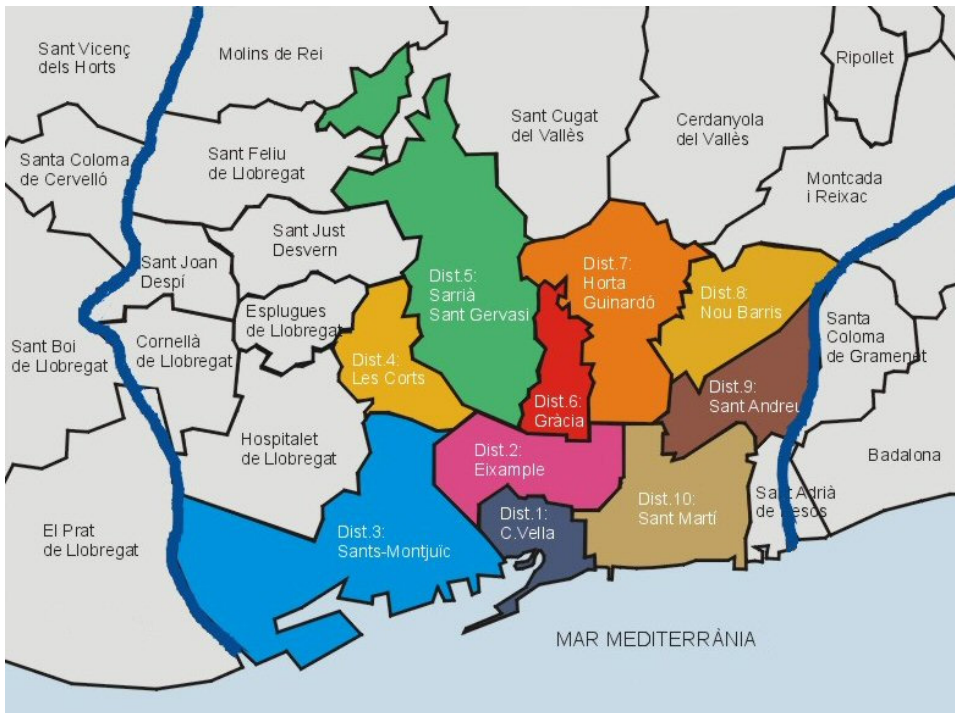 Sant Vicenç
dels Horts
Molins de Rei
Ripollet
Sant Cugat
del Vallès
Cerdanyola
del Vallès
Santa Coloma
de Cervelló
Sant Feliu
de Llobregat
Montcada
i Reixac
Sant Just
Desvern
Sant Joan
Despí
Dist.5:
Sarrià
Sant Gervasi
Dist.7:
Horta
Guinardó
Dist.8:
Nou Barris
Esplugues
de Llobregat
Santa
Coloma
de Gramenet
Sant Boi
de Llobregat
Cornellà
de Llobregat
Dist.4:
Les Corts
Dist.6:
Gràcia
Dist.9:
Sant Andreu
Hospitalet
de Llobregat
Dist.2:
Eixample
Badalona
Dist.10:
Sant Martí
Sant Adrià
de Besós
El Prat
de Llobregat
Dist.3:
Sants-Montjuïc
Dist.1:
C.Vella
MAR MEDITERRÀNIA